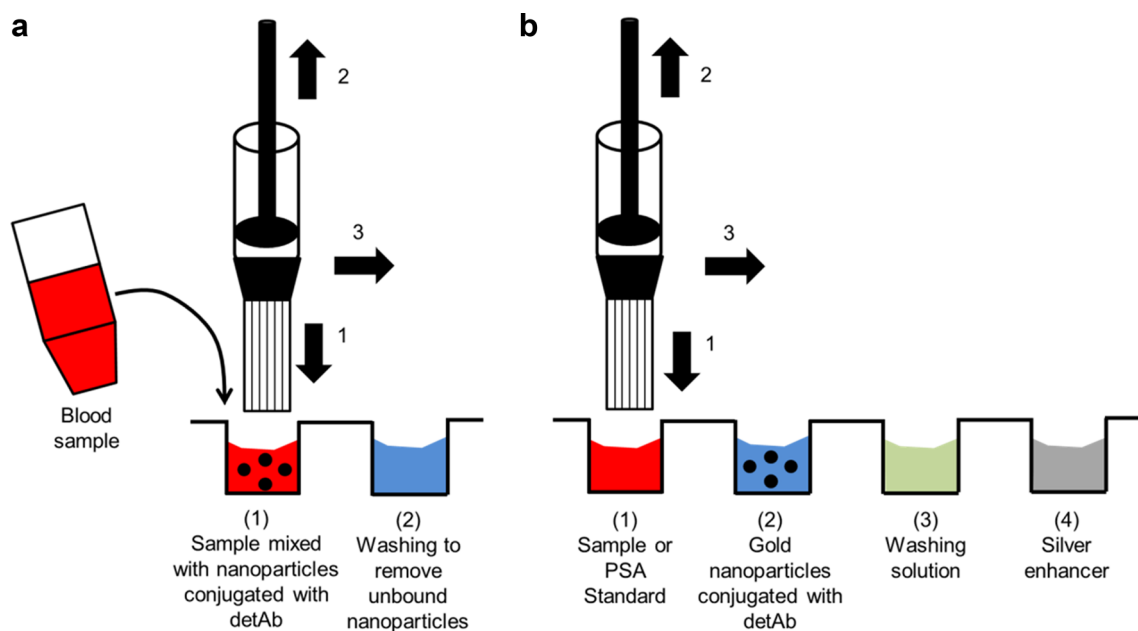 a
2
3
1
Blood
sample
(1)
Sample mixed
with nanoparticles
conjugated with
detAb
(2)
Washing to
remove
unbound
nanoparticles
b
2
3
1
(1)
Sample or
PSA
Standard
(2)
Gold
nanoparticles
conjugated with
detAb
(3)
Washing
solution
(4)
Silver
enhancer